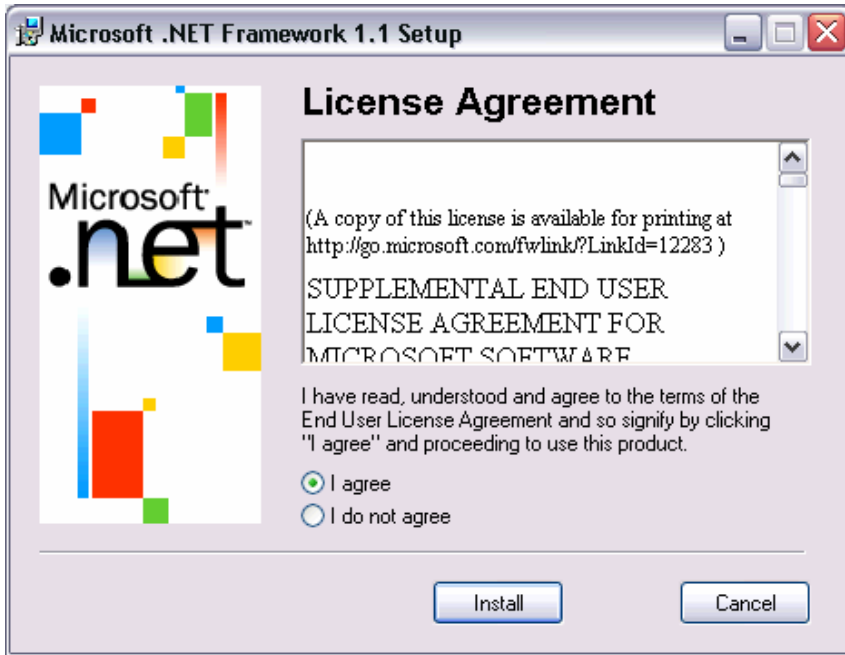 Microsoft .NET Framework 1.1 Setup
License Agreement
Microsoft
.net
(A copy of this license is available for printing at
http://go.microsoft.com/fwlink/?LinkId=12283 )
SUPPLEMENTAL END USER
LICENSE AGREEMENT FOR
MICROSOFT SOFTWARE
I have read, understood and agree to the terms of the
End User License Agreement and so signify by clicking
"I agree" and proceeding to use this product.
I agree
I do not agree
Install
Cancel